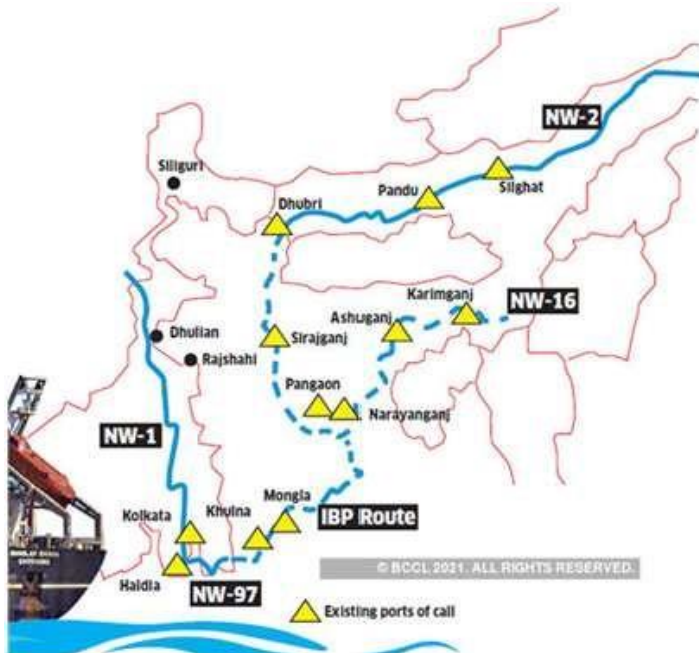 NW-2
Siliguri
Pandu
Silghat
Dhubri
Karimganj
NW-16
Ashuganj
Dhulian
Sirajganj
Rajshahi
Pangaon
Narayanganj
NW-1
Mongla
Kolkata
Khulna
IBP Route
Haldia
NW-97
© BCCL 2021. ALL RIGHTS RESERVED.
Existing ports of call